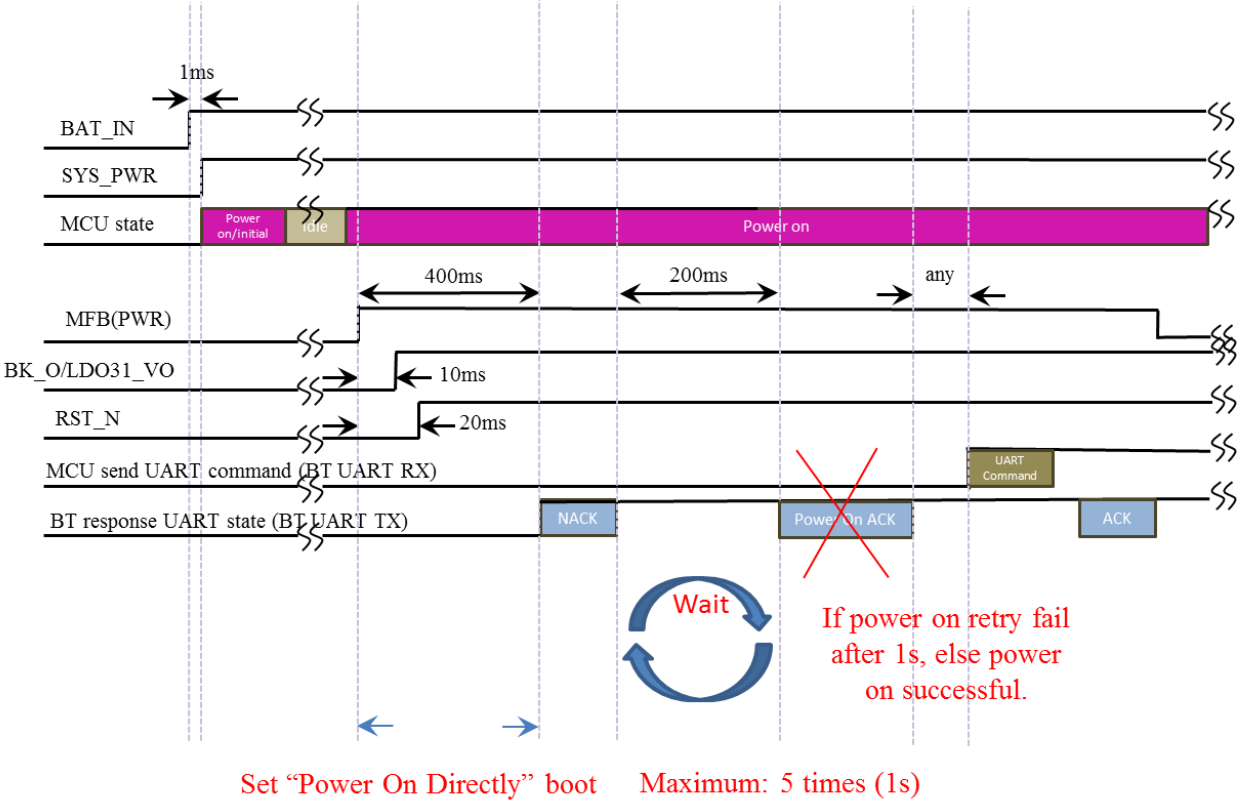 1ms
BAT_IN
SYS_PWR
MCU state
Power
on/initial
Idle
Power on
400ms
200ms
any
MFB(PWR)
BK_O/LDO31_VO
10ms
RST_N
20ms
MCU send UART command (BT UART RX)
UART
Command
BT response UART state (BT UART TX)
NACK
Power On ACK
ACK
Wait
If power on retry fail
after 1s, else power
on successful.
Set “Power On Directly” boot
Maximum: 5 times (1s)